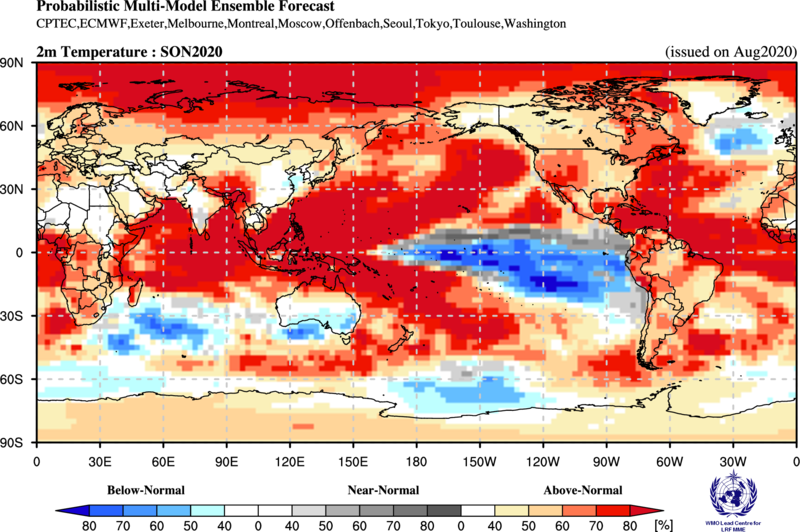 Probabilistic Multi-Model Ensemble Forecast
CPTEC,ECMWF,Exeter,Melbourne,Montreal,Moscow,Offenbach,Seoul,Tokyo,Toulouse,Washington
2m Temperature : SON2020 (issued on Aug2020)
90N
60N
30N
0
30S
60S
90S
0 30E 60E 90E 120E 150E 180 150W 120W 90W 60W 30W 0
Below-Normal Near-Normal Above-Normal
80 70 60 50 40 0 40 50 60 70 80 0 40 50 60 70 80 [%]
WMO Lead Centre for
LRFMME